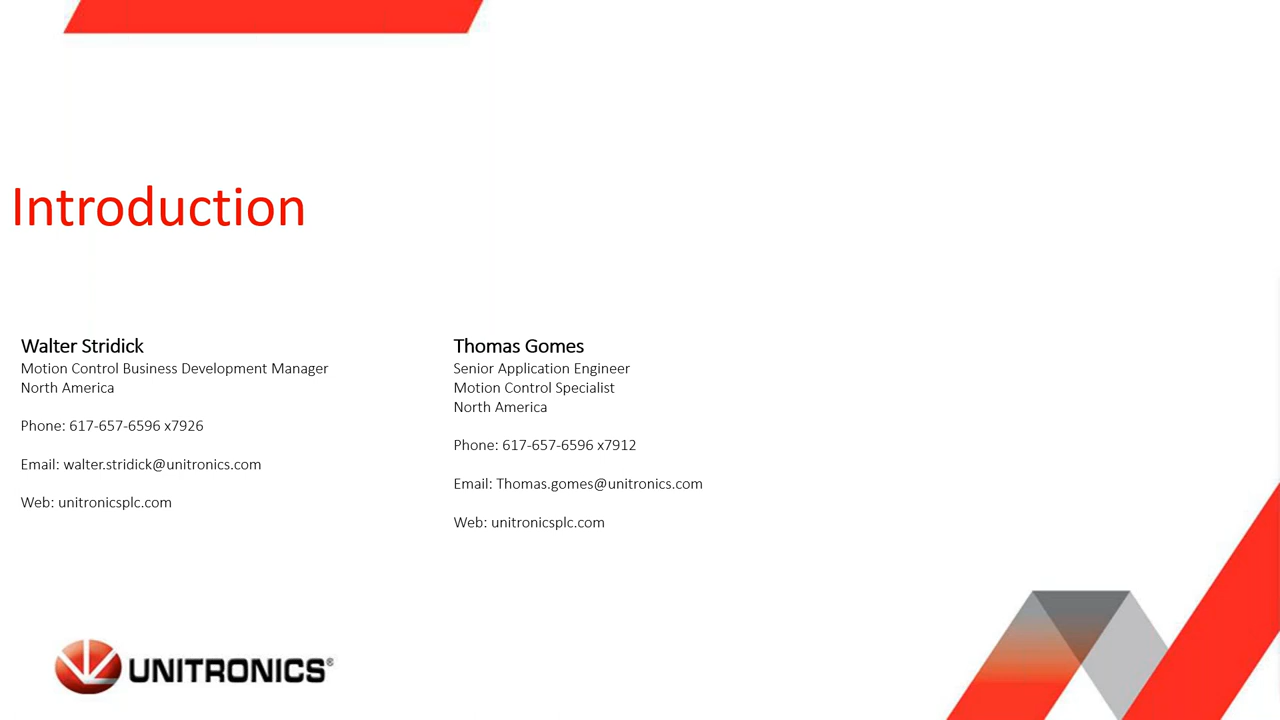 Introduction
Walter Stridick
Motion Control Business Development Manager
North America
Phone: 617-657-6596 x7926
Email: walter.stridick@unitronics.com
Web: unitronicsplc.com
Thomas Gomes
Senior Application Engineer
Motion Control Specialist
North America
Phone: 617-657-6596 x7912
Email: Thomas.gomes@unitronics.com
Web: unitronicsplc.com
UNITRONICS®